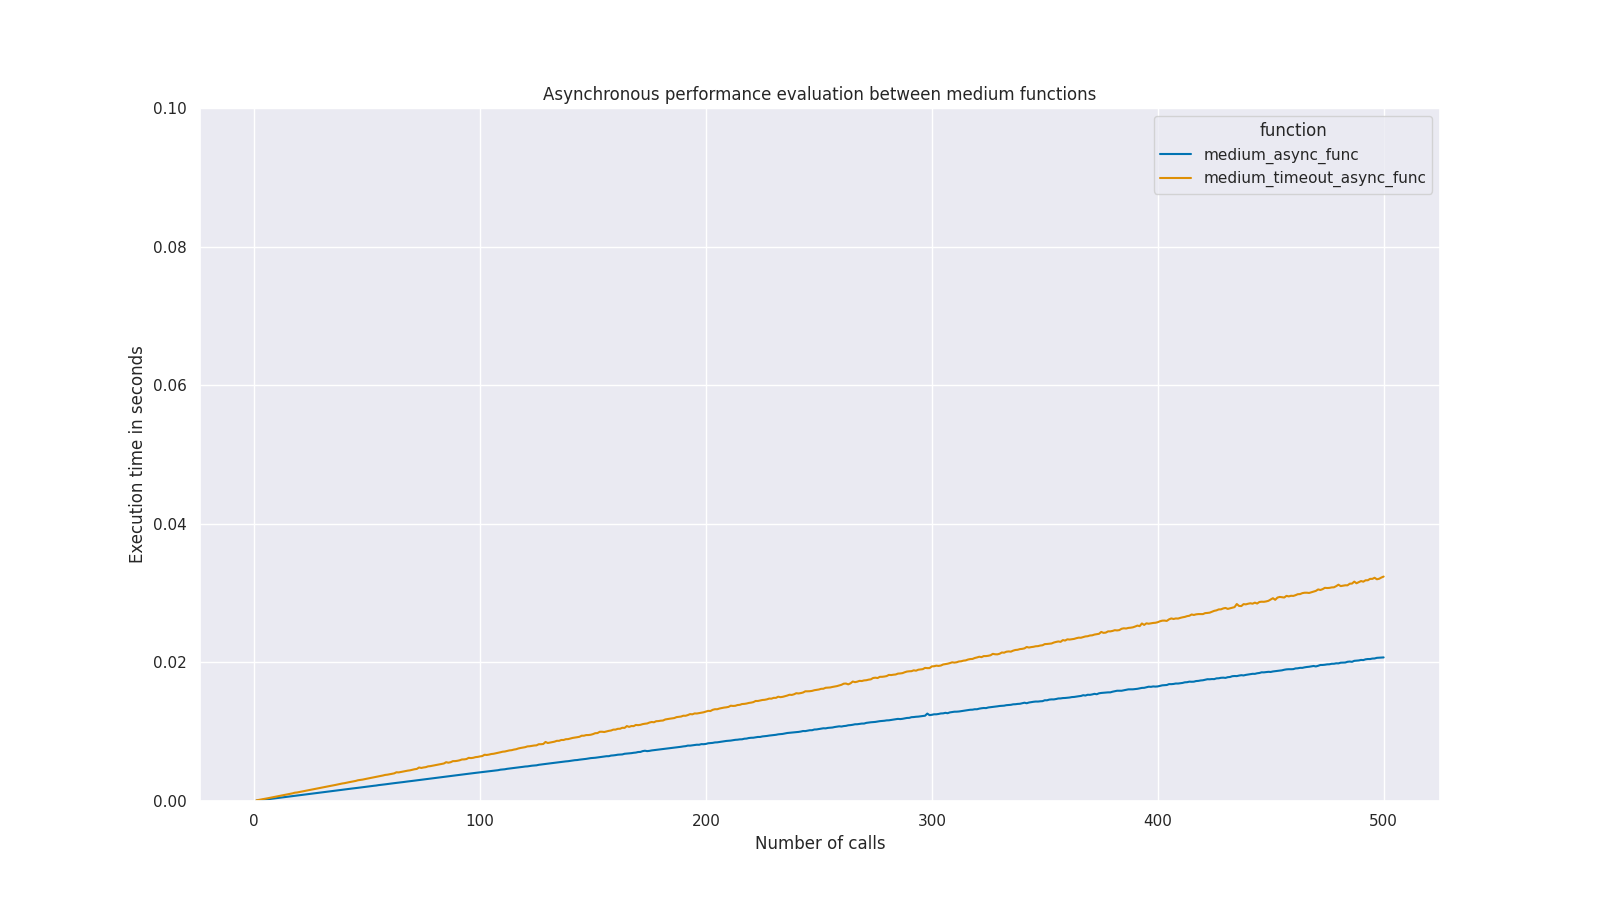 Asynchronous performance evaluation between medium functions
0.10
0.08
0.06
0.04
0.02
0.00
Execution time in seconds
function
medium_async_func
medium_timeout_async_func
0 100 200 300 400 500
Number of calls